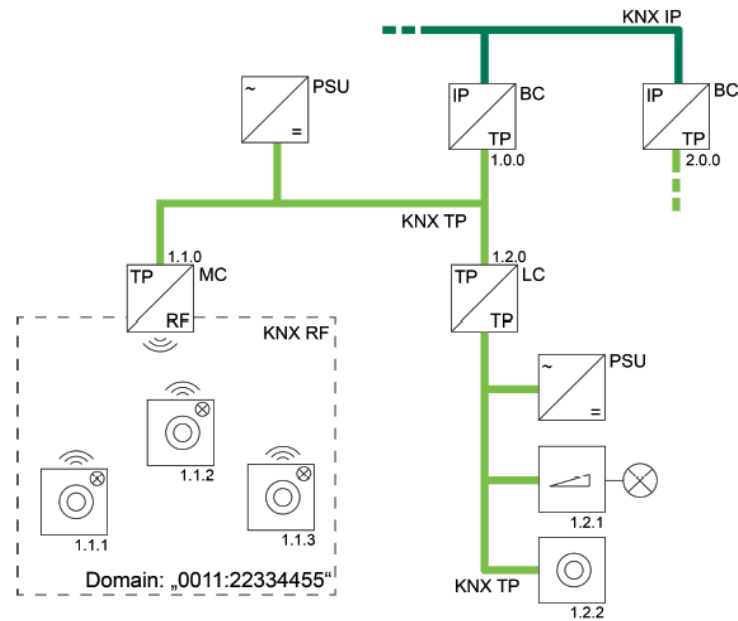 KNX IP
~
=
PSU
IP
TP
BC
1.0.0
IP
TP
BC
2.0.0
KNX TP
1.1.0
TP
RF
MC
1.2.0
TP
TP
LC
KNX RF
~
=
PSU
1.1.2
1.1.1
1.1.3
1.2.1
Domain: „0011:22334455“
KNX TP
1.2.2